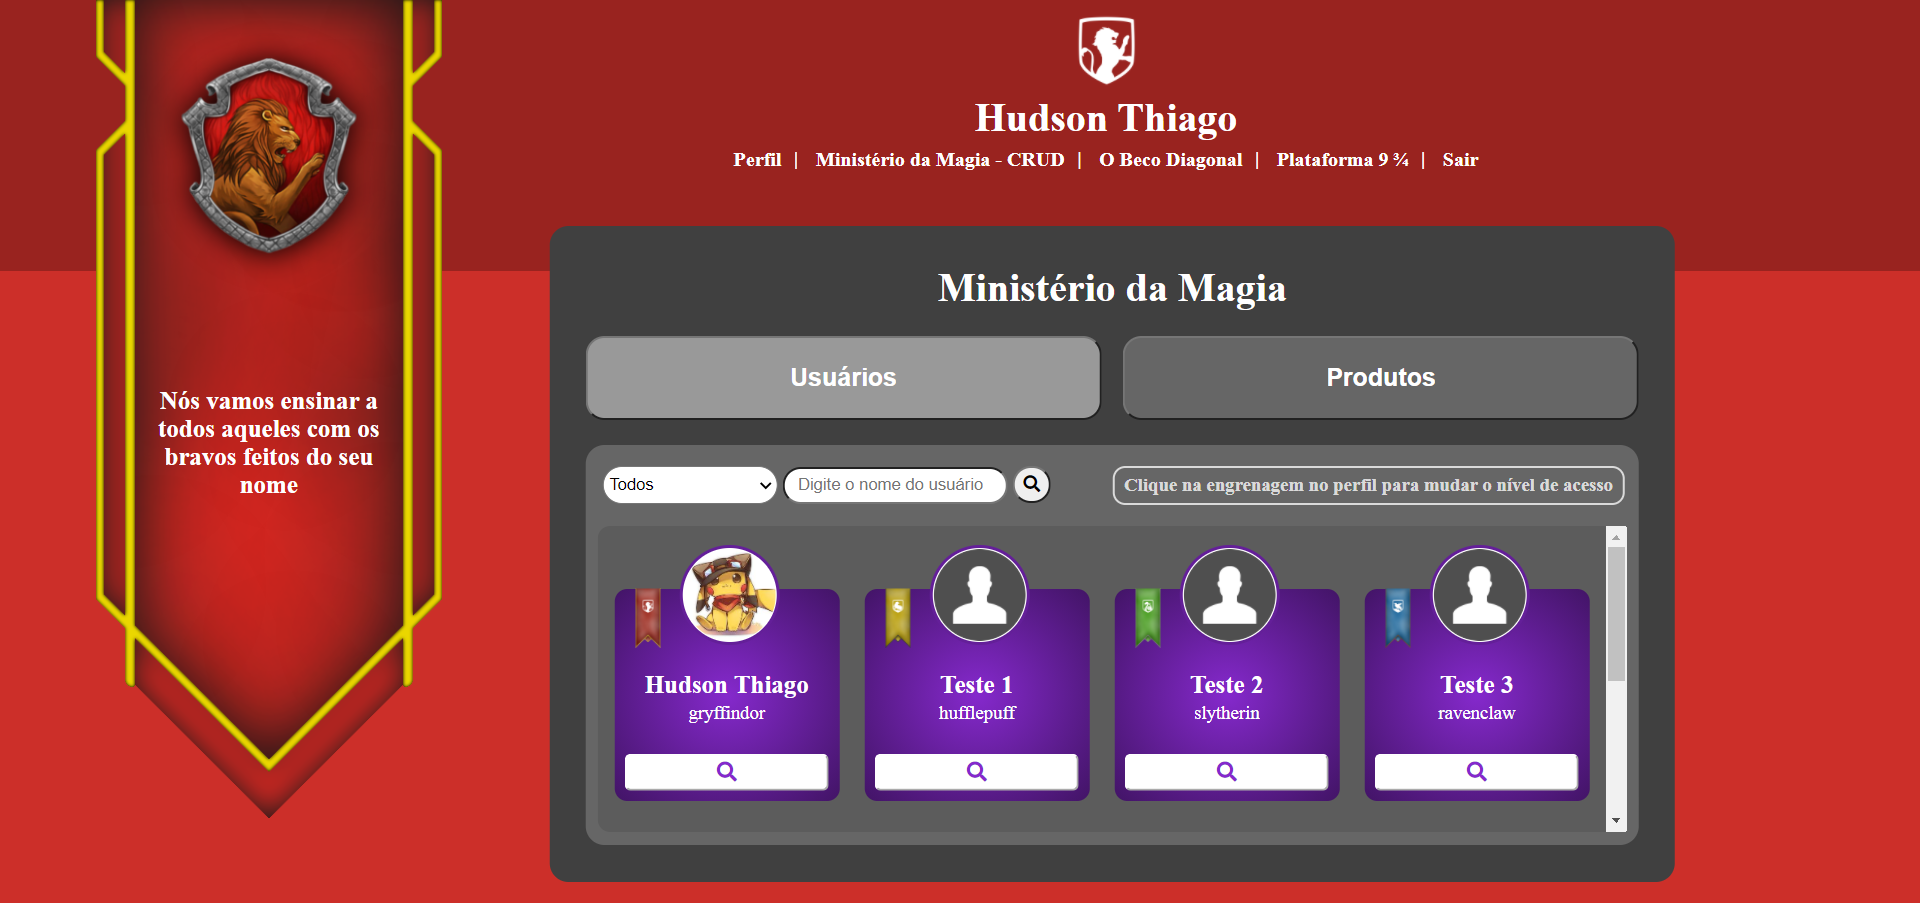 Hudson Thiago
Perfil | Ministério da Magia - CRUD | O Beco Diagonal | Plataforma 9 ¾ | Sair
Nós vamos ensinar a
todos aqueles com os
bravos feitos do seu
nome
Ministério da Magia
Usuários
Produtos
Todos
Digite o nome do usuário
Clique na engrenagem no perfil para mudar o nível de acesso
Hudson Thiago
gryffindor
Teste 1
hufflepuff
Teste 2
slytherin
Teste 3
ravenclaw